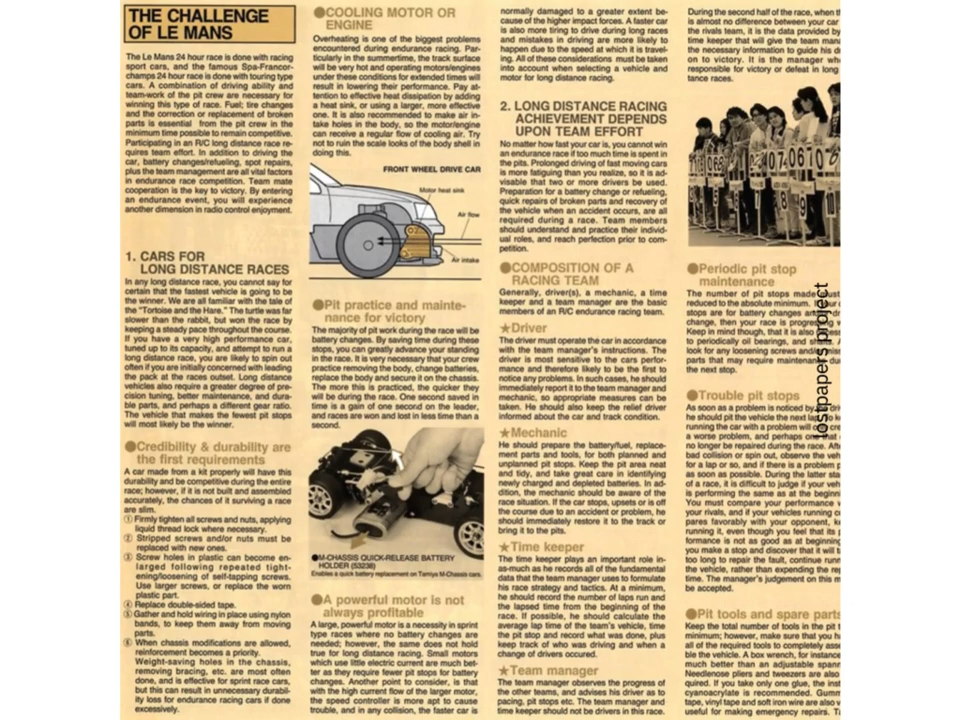 THE CHALLENGE
OF LE MANS
The Le Mans 24 hour race is done with racing
sport cars, and the famous Spa-Francor-
champs 24 hour race is done with touring type
cars. A combination of driving ability and
team-work of the pit crew are necessary for
winning this type of race. Fuel; tire changes
and the correction or replacement of broken
parts is essential from the pit crew in the
minimum time possible to remain competitive.
Participating in an R/C long distance race re-
quires team effort. In addition to driving the
car, battery changes/refueling, spot repairs,
plus the team management are all vital factors
in endurance race competition. Team mate
cooperation is the key to victory. By entering
an endurance event, you will experience
another dimension in radio control enjoyment.
1. CARS FOR
LONG DISTANCE RACES
In any long distance race, you cannot say for
certain that the fastest vehicle is going to be
the winner. We are all familiar with the tale of
the "Tortoise and the Hare." The turtle was far
slower than the rabbit, but won the race by
keeping a steady pace throughout the course.
If you have a very high performance car,
tuned up to its capacity, and attempt to run a
long distance race, you are likely to spin out
often if you are initially concerned with leading
the pack at the races outset. Long distance
vehicles also require a greater degree of pre-
cision tuning, better maintenance, and dura-
ble parts, and perhaps a different gear ratio.
The vehicle that makes the fewest pit stops
will most likely be the winner.
●Credibility & durability are
the first requirements
A car made from a kit properly will have this
durability and be competitive during the entire
race; however, if it is not built and assembled
accurately, the chances of it surviving a race
are slim.
① Firmly tighten all screws and nuts, applying
liquid thread lock where necessary.
② Stripped screws and/or nuts must be
replaced with new ones.
③ Screw holes in plastic can become en-
larged following repeated tight-
ening/loosening of self-tapping screws.
Use larger screws, or replace the worn
plastic part.
④ Replace double-sided tape.
⑤ Gather and hold wiring in place using nylon
bands, to keep them away from moving
parts.
⑥ When chassis modifications are allowed,
reinforcement becomes a priority.
Weight-saving holes in the chassis,
removing bracing, etc. are most often
done, and is effective for sprint race cars,
but this can result in unnecessary durabil-
ity loss for endurance racing cars if done
excessively.
●COOLING MOTOR OR
ENGINE
Overheating is one of the biggest problems
encountered during endurance racing. Par-
ticularly in the summertime, the track surface
will be very hot and operating motors/engines
under these conditions for extended times will
result in lowering their performance. Pay at-
tention to effective heat dissipation by adding
a heat sink, or using a larger, more effective
one. It is also recommended to make air in-
take holes in the body, so the motor/engine
can receive a regular flow of cooling air. Try
not to ruin the scale looks of the body shell in
doing this.
FRONT WHEEL DRIVE CAR
Motor heat sink
Air flow
Air intake
●Pit practice and mainte-
nance for victory
The majority of pit work during the race will be
battery changes. By saving time during these
stops, you can greatly advance your standing
in the race. It is very necessary that your crew
practice removing the body, change batteries,
replace the body and secure it on the chassis.
The more this is practiced, the quicker they
will be during the race. One second saved in
time is a gain of one second on the leader,
and races are won and lost in less than a
second.
●M-CHASSIS QUICK-RELEASE BATTERY
HOLDER (53238)
Enables a quick battery replacement on Tamiya M-Chassis cars.
●A powerful motor is not
always profitable
A large, powerful motor is a necessity in sprint
type races where no battery changes are
needed; however, the same does not hold
true for long distance racing. Small motors
which use little electric current are much bet-
ter as they require fewer pit stops for battery
changes. Another point to consider, is that
with the high current flow of the larger motor,
the speed controller is more apt to cause
trouble, and in any collision, the faster car is
normally damaged to a greater extent be-
cause of the higher impact forces. A faster car
is also more tiring to drive during long races
and mistakes in driving are more likely to
happen due to the speed at which it is travel-
ing. All of these considerations must be taken
into account when selecting a vehicle and
motor for long distance racing.
2. LONG DISTANCE RACING
ACHIEVEMENT DEPENDS
UPON TEAM EFFORT
No matter how fast your car is, you cannot win
an endurance race if too much time is spent in
the pits. Prolonged driving of fast moving cars
is more fatiguing than you realize, so it is ad-
visable that two or more drivers be used.
Preparation for a battery change or refueling,
quick repairs of broken parts and recovery of
the vehicle when an accident occurs, are all
required during a race. Team members
should understand and practice their individ-
ual roles, and reach perfection prior to com-
petition.
●COMPOSITION OF A
RACING TEAM
Generally, driver(s), a mechanic, a time
keeper and a team manager are the basic
members of an R/C endurance racing team.
★Driver
The driver must operate the car in accordance
with the team manager's instructions. The
driver is most sensitive to the cars perfor-
mance and therefore likely to be the first to
notice any problems. In such cases, he should
immediately report it to the team manager and
mechanic, so appropriate measures can be
taken. He should also keep the relief driver
informed about the car and track condition.
★Mechanic
He should prepare the battery/fuel, replace-
ment parts and tools, for both planned and
unplanned pit stops. Keep the pit area neat
and tidy, and take great care in identifying
newly charged and depleted batteries. In ad-
dition, the mechanic should be aware of the
race situation. If the car stops, upsets or is off
the course due to an accident or problem, he
should immediately restore it to the track or
bring it to the pits.
★Time keeper
The time keeper plays an important role in-
as-much as he records all of the fundamental
data that the team manager uses to formulate
his race strategy and tactics. At a minimum,
he should record the number of laps run and
the lapsed time from the beginning of the
race. If possible, he should calculate the
average lap time of the team's vehicle, time
the pit stop and record what was done, plus
keep track of who was driving and when a
change of drivers occured.
★Team manager
The team manager observes the progress of
the other teams, and advises his driver as to
pacing, pit stops etc. The team manager and
time keeper should not be drivers in this race.
During the second half of the race, when
is almost no difference between your car
the rivals team, it is the data provided by
time keeper that will give the team
the necessary information to guide his
on to victory. It is the manager
responsible for victory or defeat in long
tance races.
●Periodic pit stop
maintenance
The number of pit stops made
reduced to the absolute minimum.
stops are for battery changes
change, then your race is
Keep in mind though, that it is also
to periodically oil bearings, and
look for any loosening screws
parts that may require
the next pit stop.
●Trouble pit stops
As soon as a problem is noticed by
he should pit the vehicle the next
running the car with a problem will
a worse problem, and perhaps
no longer be repaired during the race.
bad collision or spin out, observe the
for a lap or so, and if there is a problem
as soon as possible. During the latter
of a race, it is difficult to judge if your
is performing the same as at the
You must compare your performance
your rivals, and if your vehicles running
pares favorably with your opponent,
running it, even though you feel that its
formance is not as good as at beginning
you make a stop and discover that it will
too long to repair the fault, continue
the vehicle, rather than expending the
time. The manager's judgement on this
be accepted.
●Pit tools and spare parts
Keep the total number of tools in the pit
minimum; however, make sure that you
all of the required tools to completely
ble the vehicle. A box wrench, for instance
much better than an adjustable
Needlenose pliers and tweezers are also
quired. If you take only one glue, the
cyanoacrylate is recommended.
tape, vinyl tape and soft iron wire are also
useful for making emergency repairs.
lostpapers project